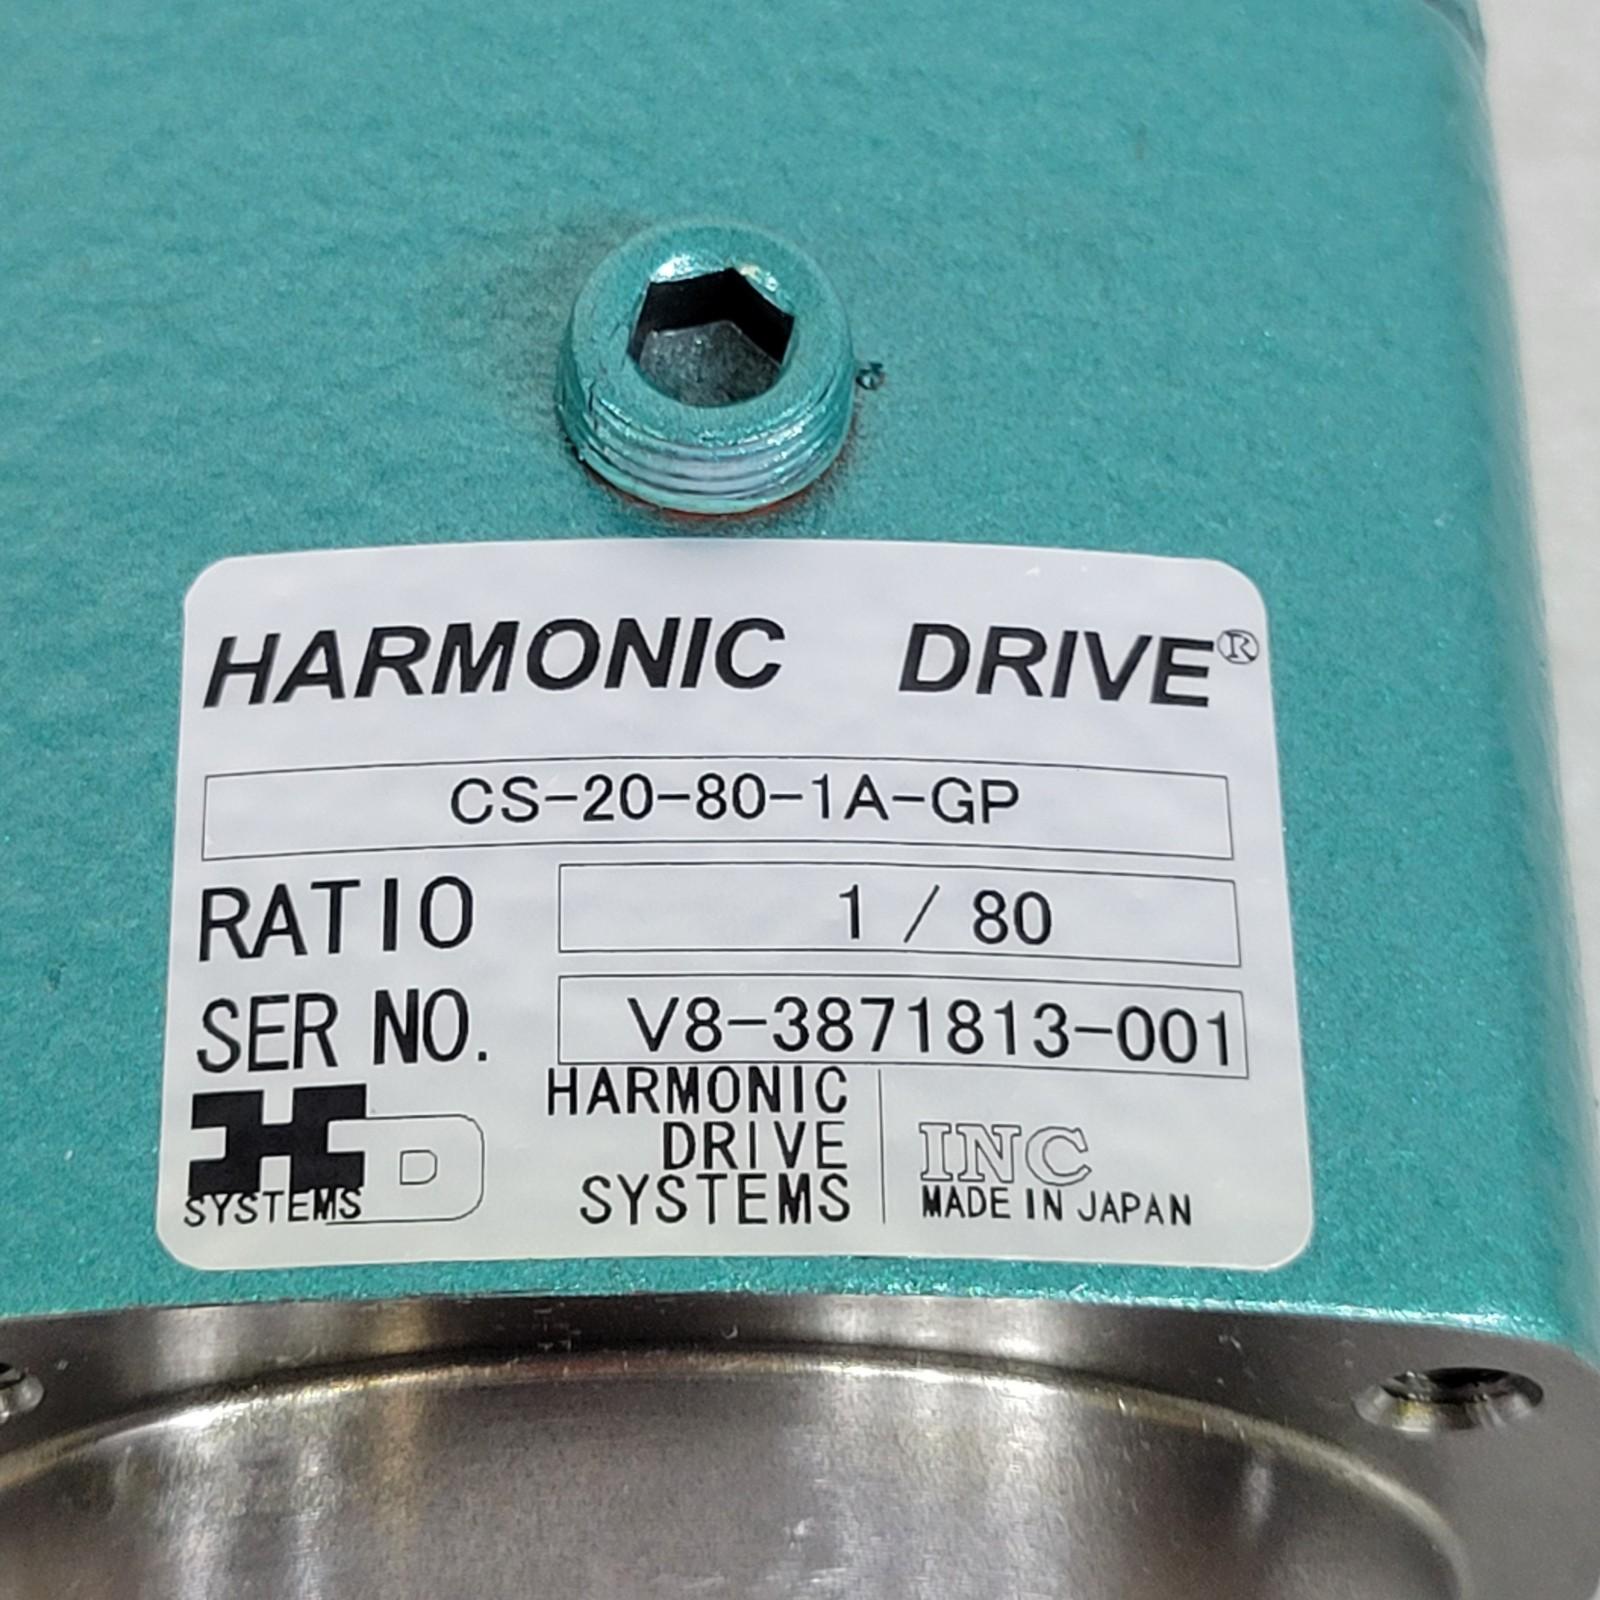 HARMONIC DRIVE®
CS-20-80-1A-GP
RATIO 1 / 80
SER NO. V8-3871813-001
HD SYSTEMS
HARMONIC DRIVE SYSTEMS
INC
MADE IN JAPAN